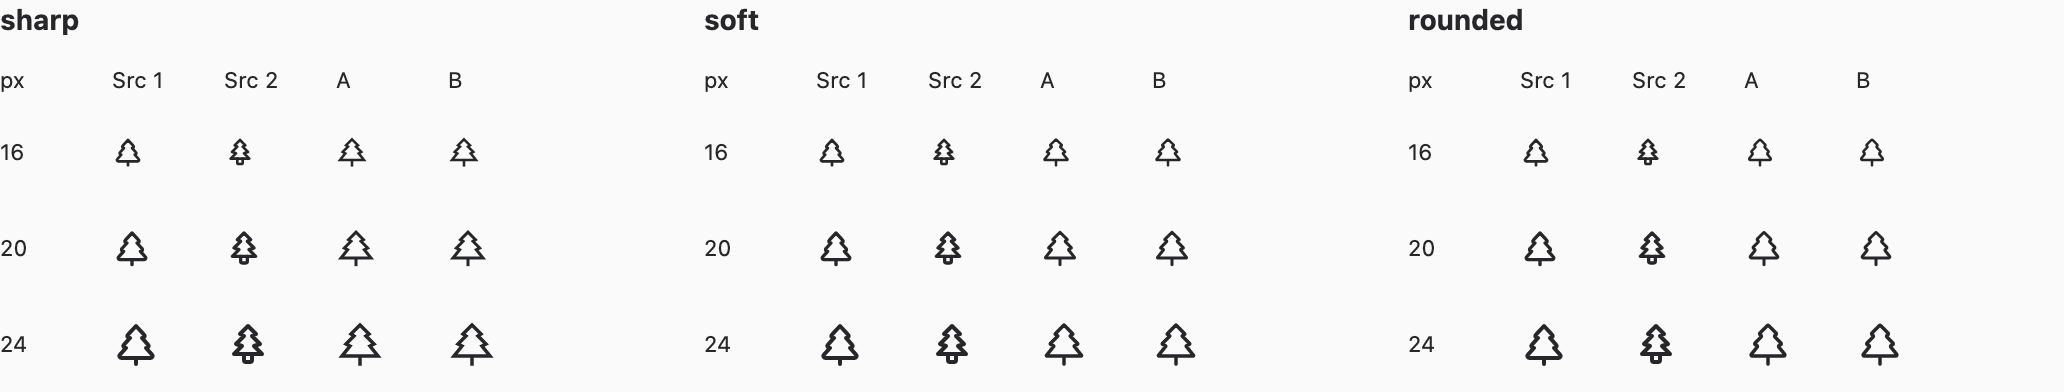 sharp soft rounded
px Src 1 Src 2 A B px Src 1 Src 2 A B px Src 1 Src 2 A B
16 16 16
20 20 20
24 24 24